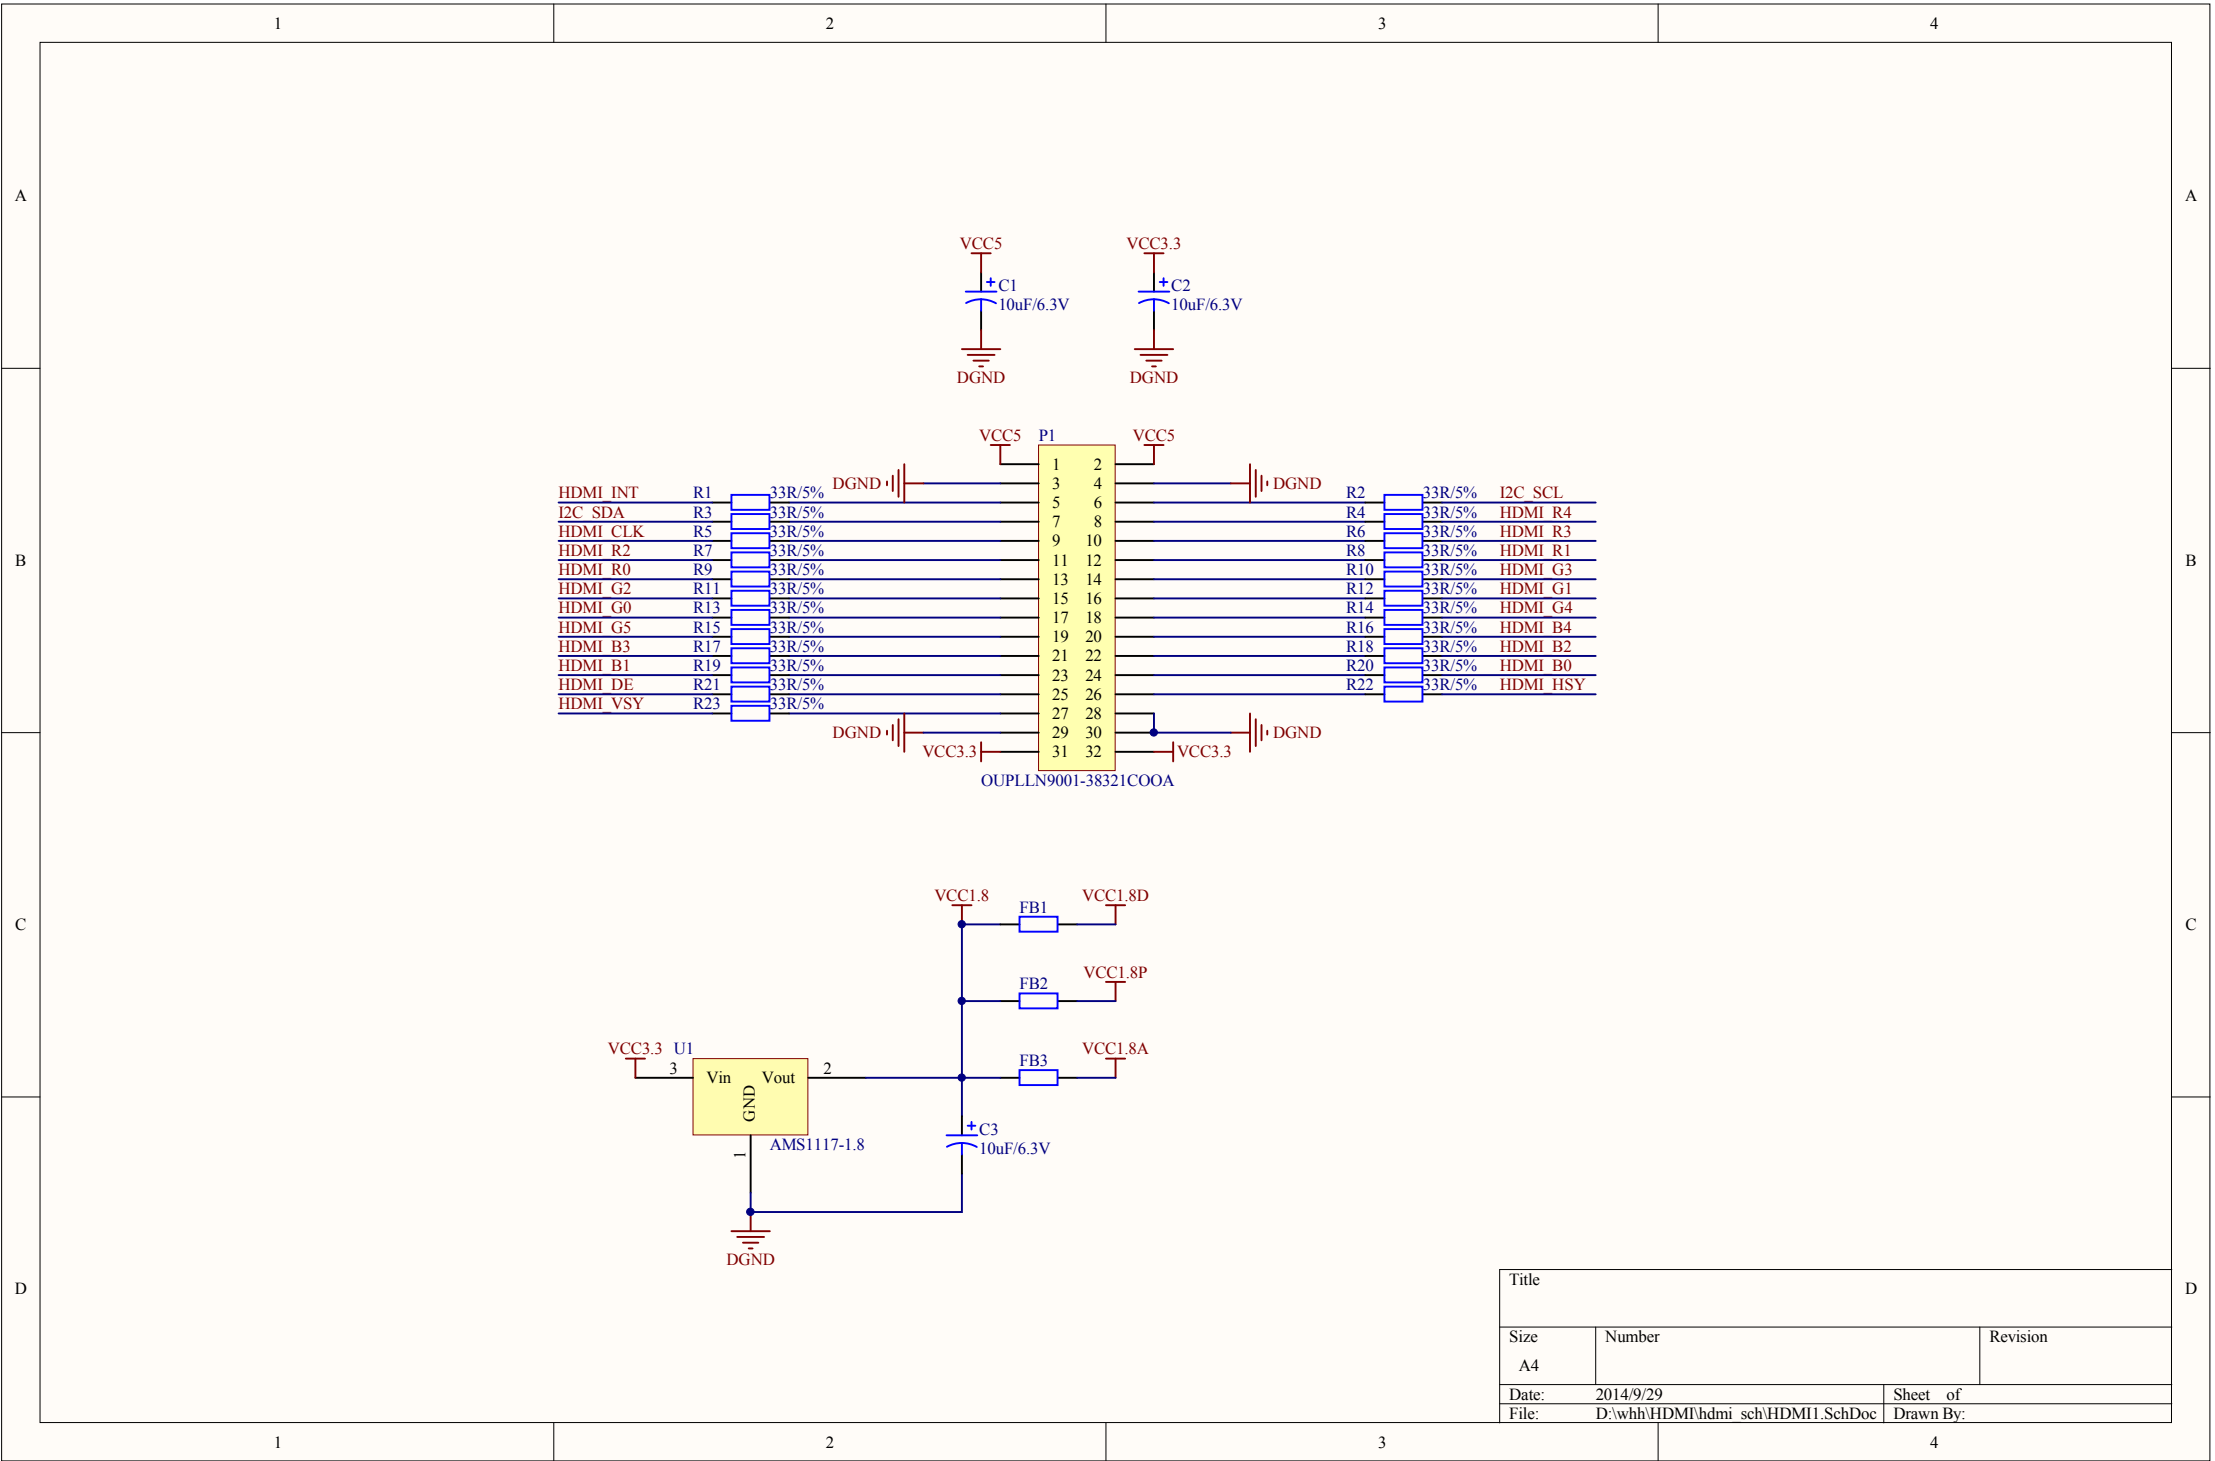 1 2 3 4
A A
VCC5 VCC3.3
+ C1 + C2
10uF/6.3V 10uF/6.3V
DGND DGND
VCC5 P1 VCC5
1 2
DGND 3 4 DGND
HDMI_INT R1 33R/5% 5 6 R2 33R/5% I2C_SCL
I2C_SDA R3 33R/5% 7 8 R4 33R/5% HDMI_R4
HDMI_CLK R5 33R/5% 9 10 R6 33R/5% HDMI_R3
HDMI_R2 R7 33R/5% 11 12 R8 33R/5% HDMI_R1
B B
HDMI_R0 R9 33R/5% 13 14 R10 33R/5% HDMI_G3
HDMI_G2 R11 33R/5% 15 16 R12 33R/5% HDMI_G1
HDMI_G0 R13 33R/5% 17 18 R14 33R/5% HDMI_G4
HDMI_G5 R15 33R/5% 19 20 R16 33R/5% HDMI_B4
HDMI_B3 R17 33R/5% 21 22 R18 33R/5% HDMI_B2
HDMI_B1 R19 33R/5% 23 24 R20 33R/5% HDMI_B0
HDMI_DE R21 33R/5% 25 26 R22 33R/5% HDMI_HSY
HDMI_VSY R23 33R/5% 27 28
DGND 29 30 DGND
VCC3.3 31 32 VCC3.3
OUPLLN9001-38321COOA
VCC1.8 FB1 VCC1.8D
C C
FB2 VCC1.8P
VCC3.3 U1 FB3 VCC1.8A
3 Vin Vout 2
GND
+ C3
AMS1117-1.8 10uF/6.3V
1
DGND
D D
Title
Size Number Revision
A4
Date: 2014/9/29 Sheet of
File: D:\whh\HDMI\hdmi_sch\HDMI1.SchDoc Drawn By:
1 2 3 4